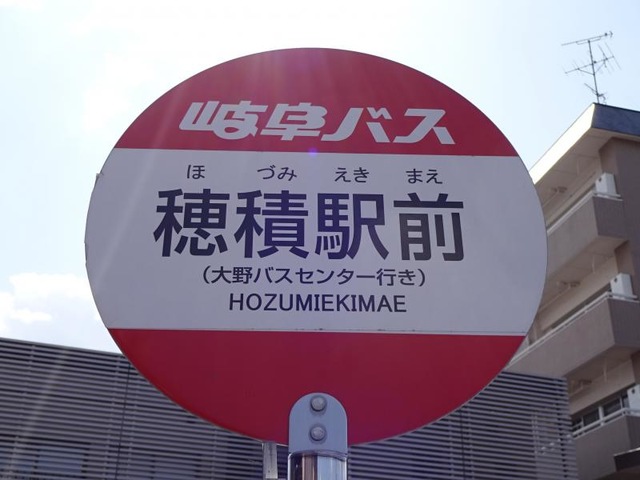 岐阜バス
ほ づみ えき まえ
穂積駅前
（大野バスセンター行き）
HOZUMIEKIMAE